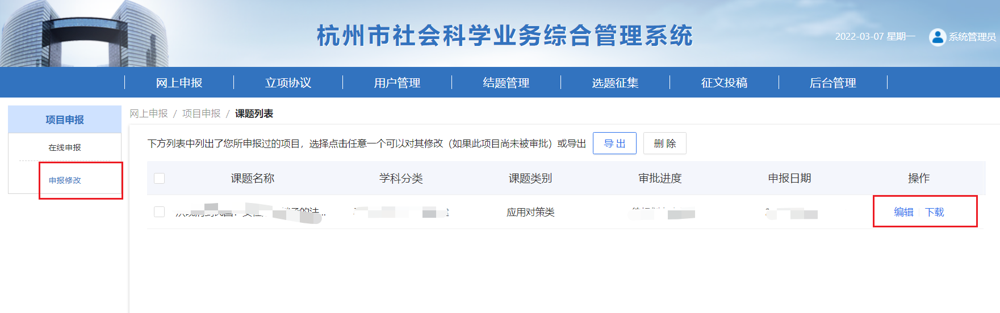 杭州市社会科学业务综合管理系统
2022-03-07 星期一 系统管理员
网上申报 立项协议 用户管理 结题管理 选题征集 征文投稿 后台管理
项目申报
在线申报
申报修改
网上申报 / 项目申报 / 课题列表
下方列表中列出了您所申报过的项目，选择点击任意一个可以对其修改（如果此项目尚未被审批）或导出 导出 删除
课题名称 学科分类 课题类别 审批进度 申报日期 操作
的法... 应用对策类 编辑 下载